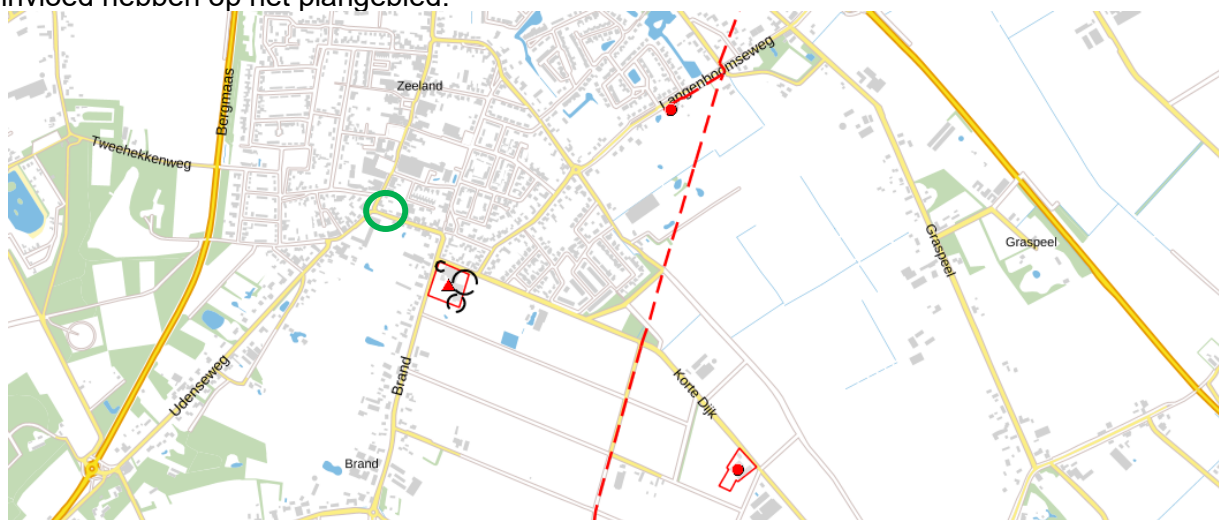 invloed hebben op het plangebied.
Bergmaas
Zeeland
Langenboomseweg
Tweehekkenweg
Graspeel
Graspeel
Udenseweg
Brand
Korte Dijk
Brand